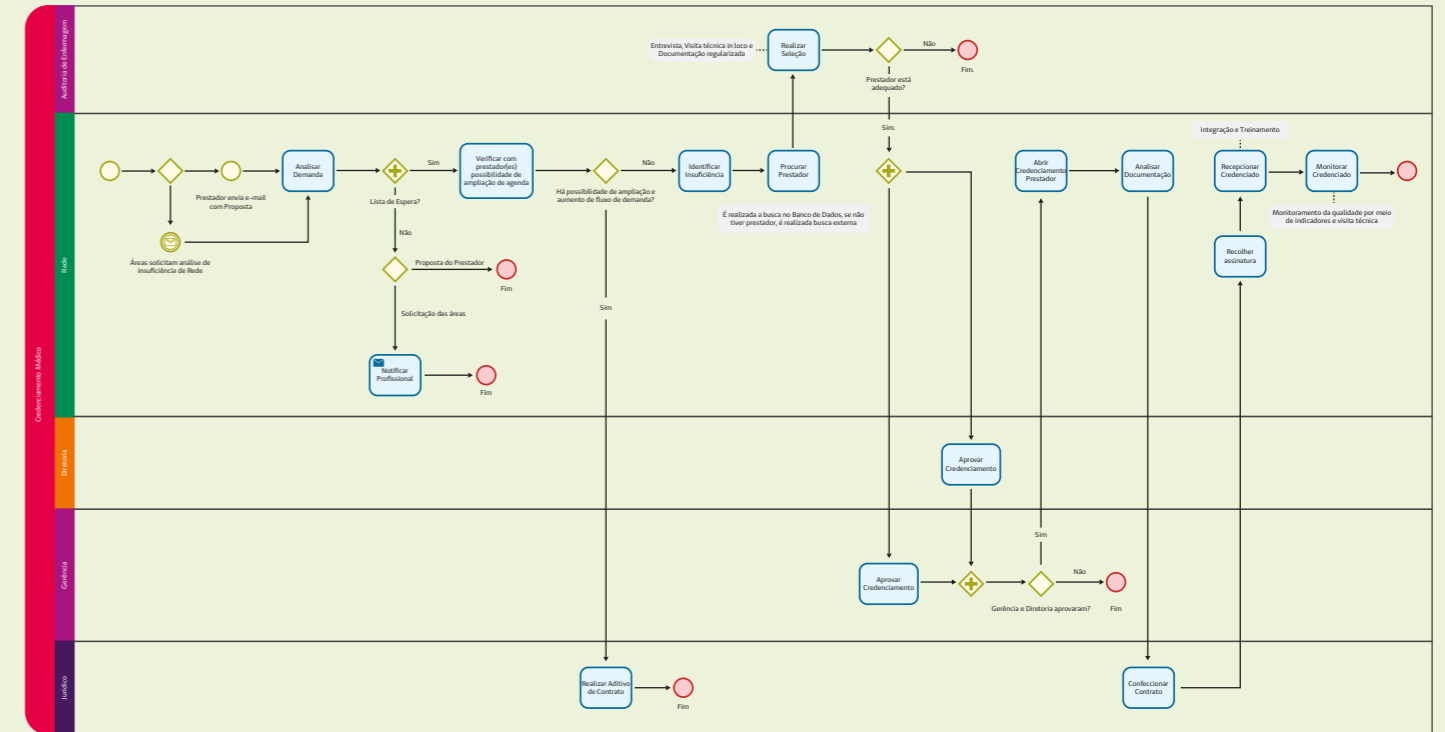 Credenciamento Médico
Auditoria de Enfermagem
Entrevista, Visita técnica in loco e
Documentação regularizada
Realizar
Seleção
Prestador está
adequado?
Não
Fim.
Sim.
Rede
Prestador envia e-mail
com Proposta
Áreas solicitam análise de
insuficiência de Rede
Analisar
Demanda
Lista de Espera?
Sim
Não
Proposta do Prestador
Fim
Solicitação das áreas
Notificar
Profissional
Fim
Verificar com
prestador(es)
possibilidade de
ampliação de agenda
Há possibilidade de ampliação e
aumento de fluxo de demanda?
Não
Sim
Identificar
Insuficiência
Procurar
Prestador
É realizada a busca no Banco de Dados, se não
tiver prestador, é realizada busca externa
Abrir
Credenciamento
Prestador
Analisar
Documentação
Integração e Treinamento
Recepcionar
Credenciado
Monitorar
Credenciado
Monitoramento da qualidade por meio
de indicadores e visita técnica
Recolher
assinatura
Diretoria
Aprovar
Credenciamento
Gerência
Aprovar
Credenciamento
Gerência e Diretoria aprovaram?
Sim
Não
Fim
Jurídico
Realizar Aditivo
de Contrato
Fim
Confeccionar
Contrato